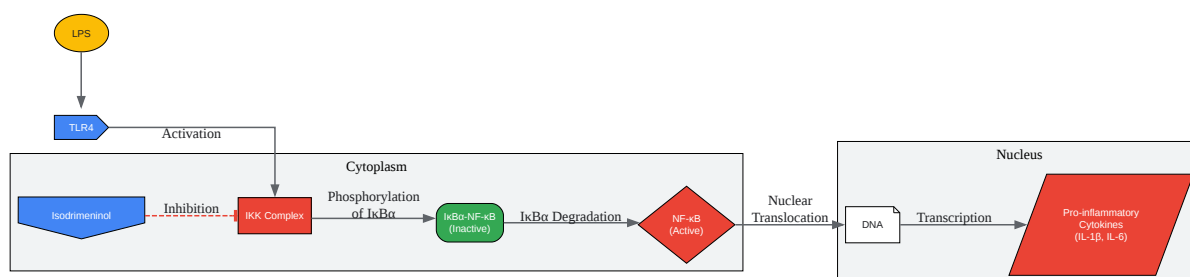 LPS
TLR4
Activation
Cytoplasm
Nucleus
Isodrimeninol
Inhibition
IKK Complex
Phosphorylation
of IκBα
IκBα-NF-κB
(Inactive)
IκBα Degradation
NF-κB
(Active)
Nuclear
Translocation
DNA
Transcription
Pro-inflammatory
Cytokines
(IL-1β, IL-6)